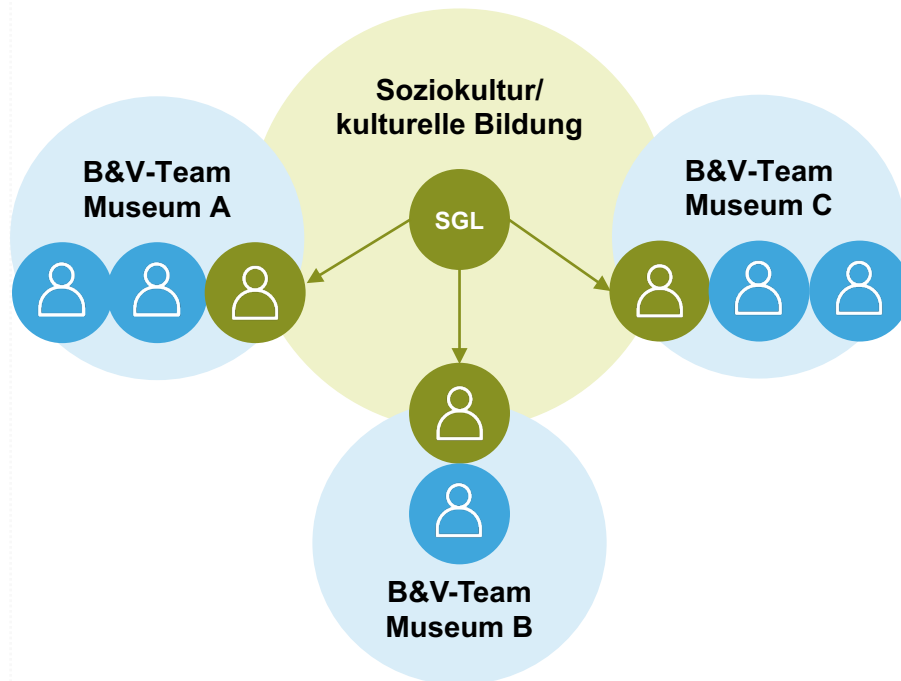 Soziokultur/
kulturelle Bildung
B&V-Team
Museum A
SGL
B&V-Team
Museum C
B&V-Team
Museum B